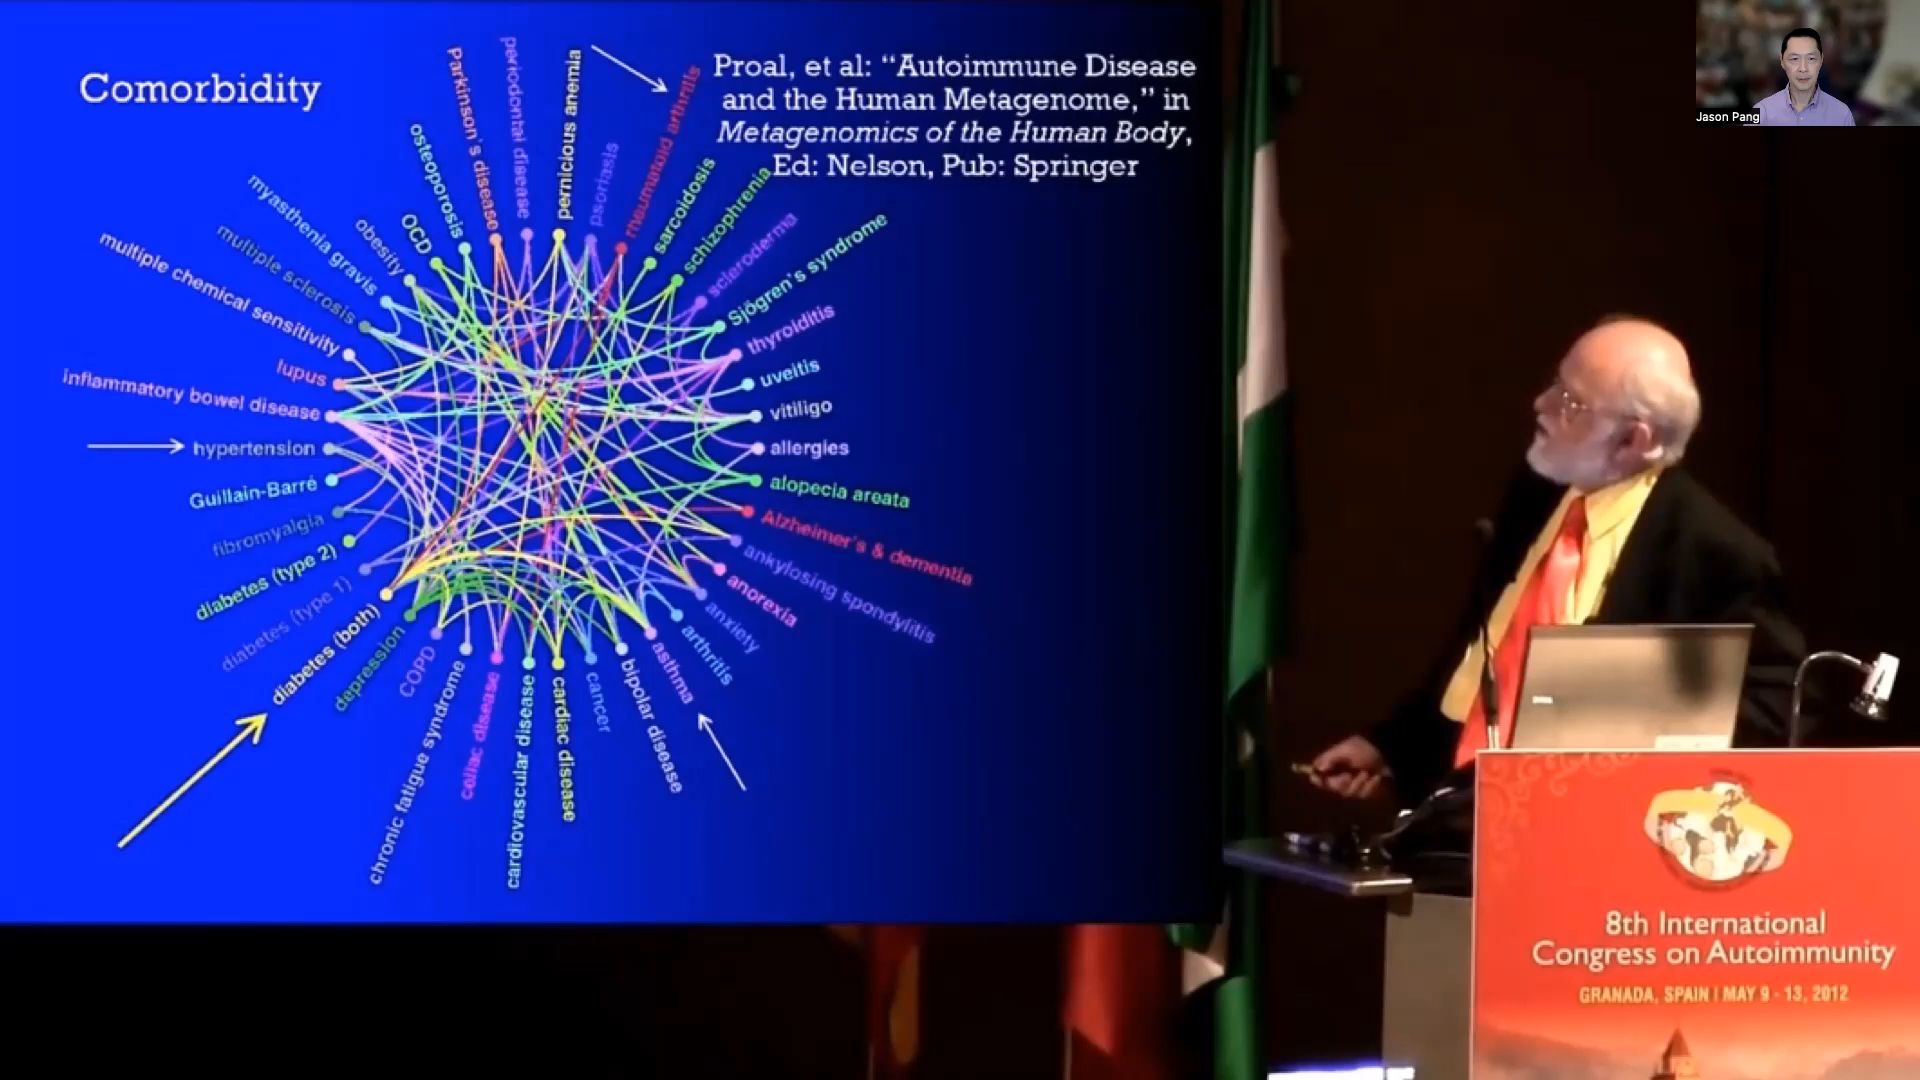 Comorbidity
Proal, et al: “Autoimmune Disease
and the Human Metagenome,” in
Metagenomics of the Human Body,
Ed: Nelson, Pub: Springer
pernicious anemia
psoriasis
rheumatoid arthritis
sarcoidosis
schizophrenia
scleroderma
Sjögren's syndrome
thyroiditis
uveitis
vitiligo
allergies
alopecia areata
Alzheimer's & dementia
ankylosing spondylitis
anorexia
anxiety
arthritis
asthma
bipolar disease
cancer
cardiac disease
cardiovascular disease
celiac disease
chronic fatigue syndrome
COPD
depression
diabetes (both)
diabetes (type 1)
diabetes (type 2)
fibromyalgia
Guillain-Barré
hypertension
inflammatory bowel disease
lupus
multiple chemical sensitivity
multiple sclerosis
myasthenia gravis
obesity
OCD
osteoporosis
Parkinson's disease
periodontal disease
Jason Pang
8th International
Congress on Autoimmunity
GRANADA, SPAIN | MAY 9 - 13, 2012